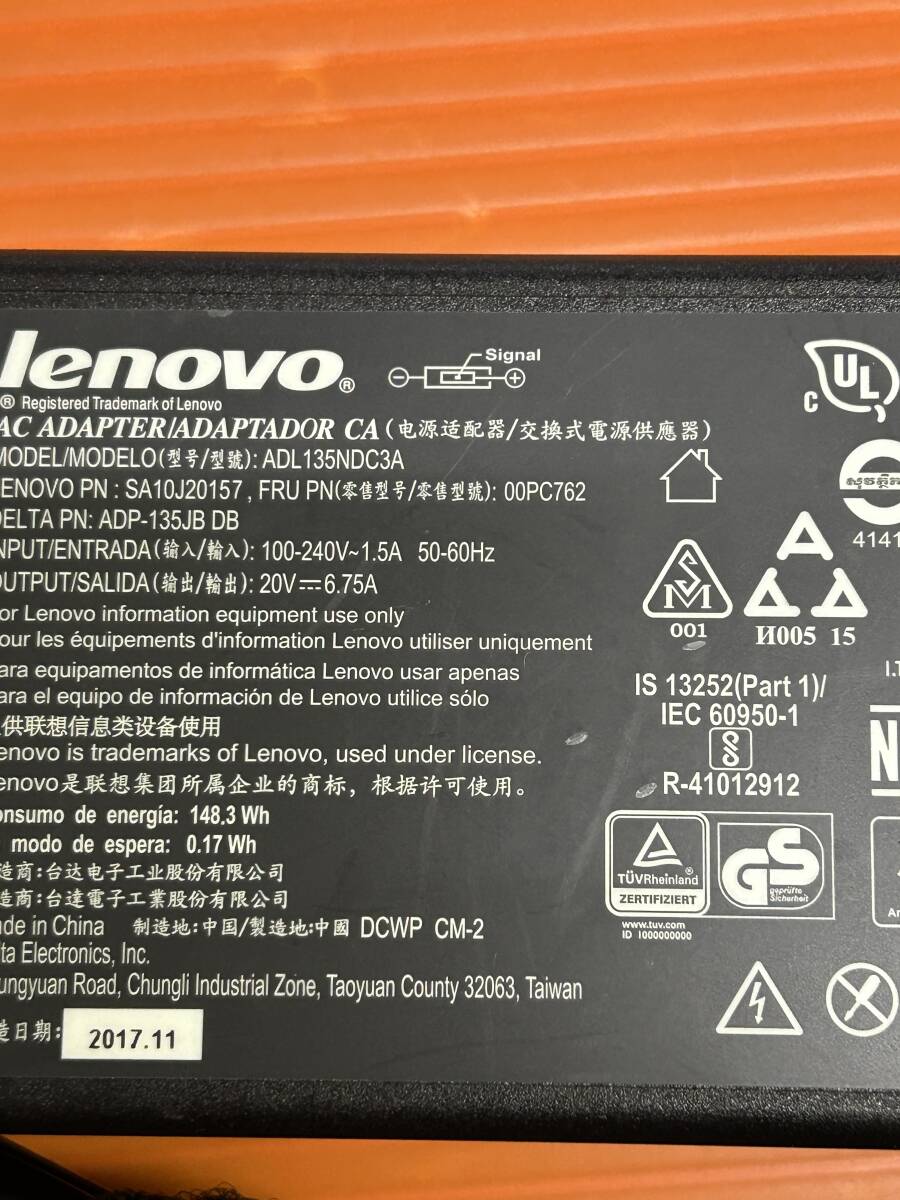 lenovo®
Signal
® Registered Trademark of Lenovo
AC ADAPTER/ADAPTADOR CA(电源适配器/交换式電源供應器)
MODEL/MODELO(型号/型號): ADL135NDC3A
LENOVO PN : SA10J20157 , FRU PN(零售型号/零售型號): 00PC762
DELTA PN: ADP-135JB DB
INPUT/ENTRADA(输入/輸入): 100-240V~1.5A 50-60Hz
OUTPUT/SALIDA(输出/輸出): 20V⎓6.75A
or Lenovo information equipment use only
our les équipements d'information Lenovo utiliser uniquement
ara equipamentos de informática Lenovo usar apenas
ara el equipo de información de Lenovo utilice sólo
供联想信息类设备使用
enovo is trademarks of Lenovo, used under license.
enovo是联想集团所属企业的商标，根据许可使用。
onsumo de energía: 148.3 Wh
modo de espera: 0.17 Wh
造商:台达电子工业股份有限公司
造商:台達電子工業股份有限公司
ade in China 制造地:中国/製造地:中國 DCWP CM-2
lta Electronics, Inc.
ungyuan Road, Chungli Industrial Zone, Taoyuan County 32063, Taiwan
造日期:
2017.11
c UL
4141
001
И005 15
IS 13252(Part 1)/
IEC 60950-1
R-41012912
I.T
N
TÜVRheinland
ZERTIFIZIERT
GS
geprüfte
Sicherheit
www.tuv.com
ID 1000000000